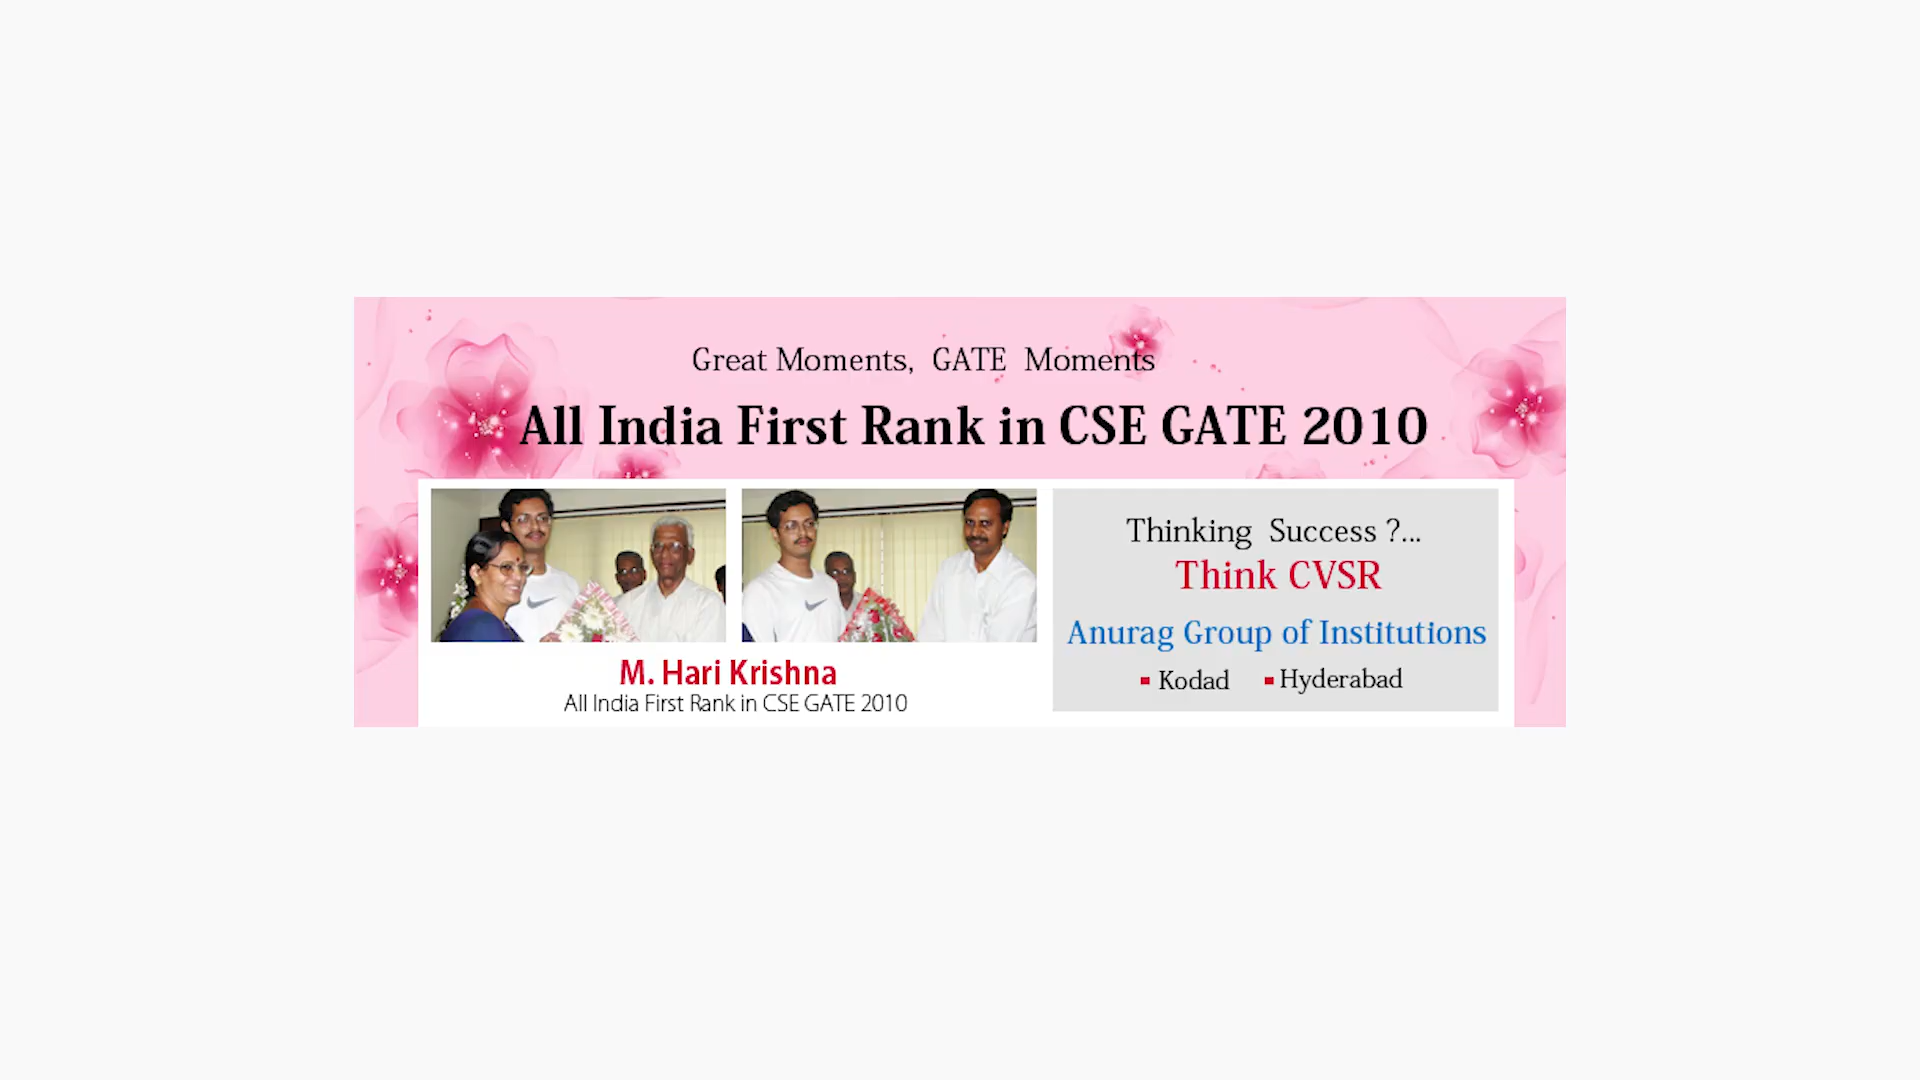 Great Moments, GATE Moments
All India First Rank in CSE GATE 2010
M. Hari Krishna
All India First Rank in CSE GATE 2010
Thinking Success ?...
Think CVSR
Anurag Group of Institutions
▪ Kodad ▪ Hyderabad